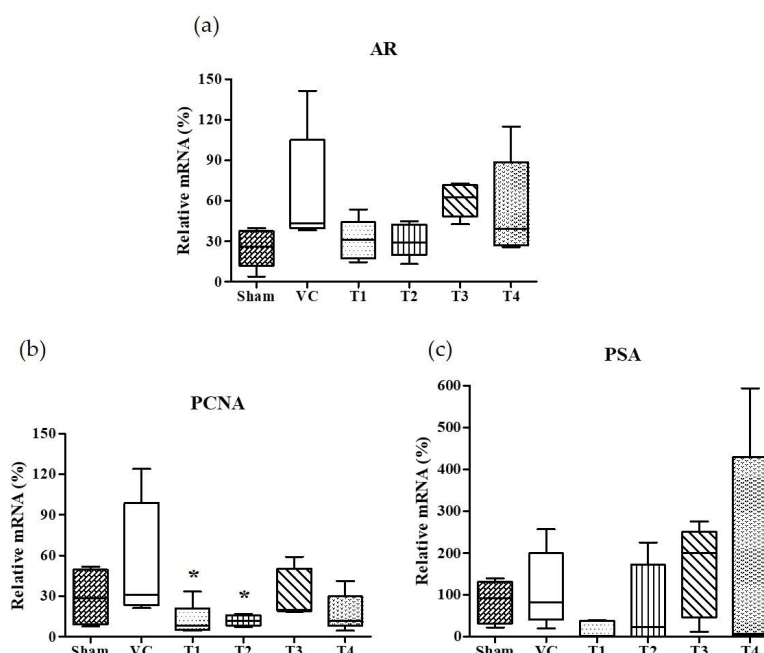 (a)
AR
Relative mRNA (%)
150
120
90
60
30
0
Sham VC T1 T2 T3 T4
(b)
PCNA
Relative mRNA (%)
150
120
90
60
30
0
* *
Sham VC T1 T2 T3 T4
(c)
PSA
Relative mRNA (%)
600
500
400
300
200
100
0
Sham VC T1 T2 T3 T4